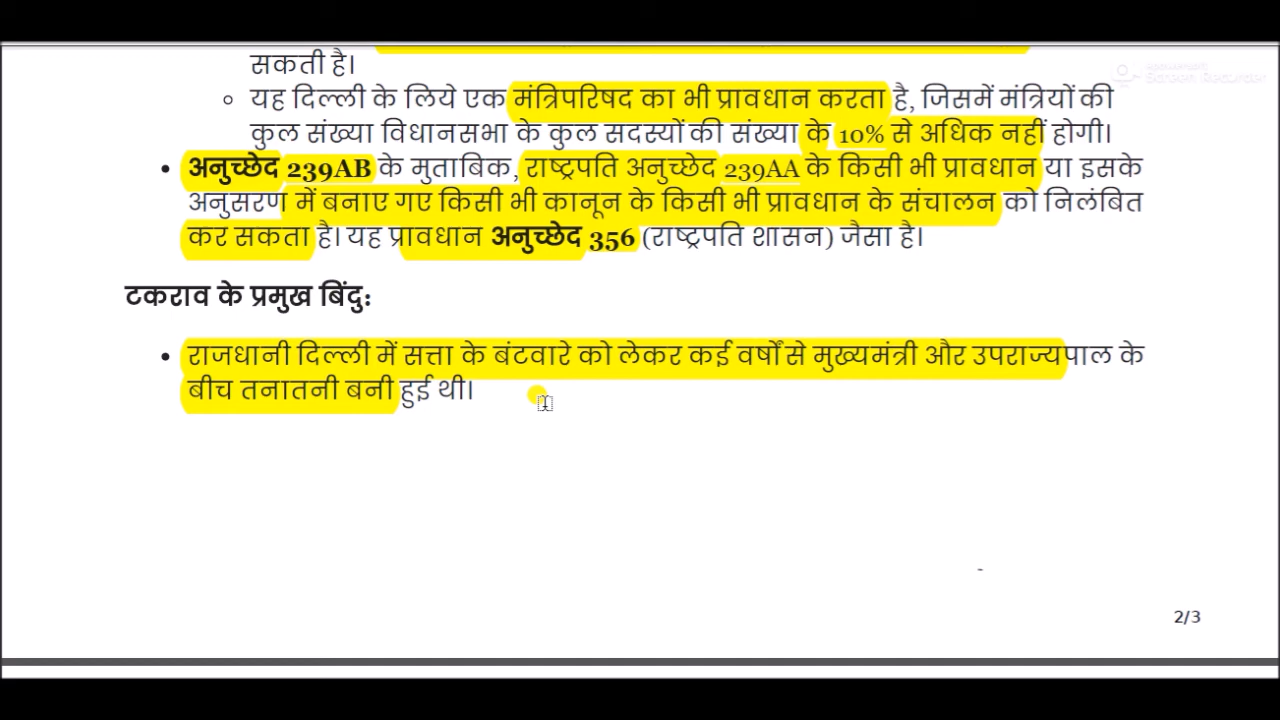 सकती है।
यह दिल्ली के लिये एक मंत्रिपरिषद का भी प्रावधान करता है, जिसमें मंत्रियों की
कुल संख्या विधानसभा के कुल सदस्यों की संख्या के 10% से अधिक नहीं होगी।
अनुच्छेद 239AB के मुताबिक, राष्ट्रपति अनुच्छेद 239AA के किसी भी प्रावधान या इसके
अनुसरण में बनाए गए किसी भी कानून के किसी भी प्रावधान के संचालन को निलंबित
कर सकता है। यह प्रावधान अनुच्छेद 356 (राष्ट्रपति शासन) जैसा है।
टकराव के प्रमुख बिंदु:
राजधानी दिल्ली में सत्ता के बंटवारे को लेकर कई वर्षों से मुख्यमंत्री और उपराज्यपाल के
बीच तनातनी बनी हुई थी।
2/3